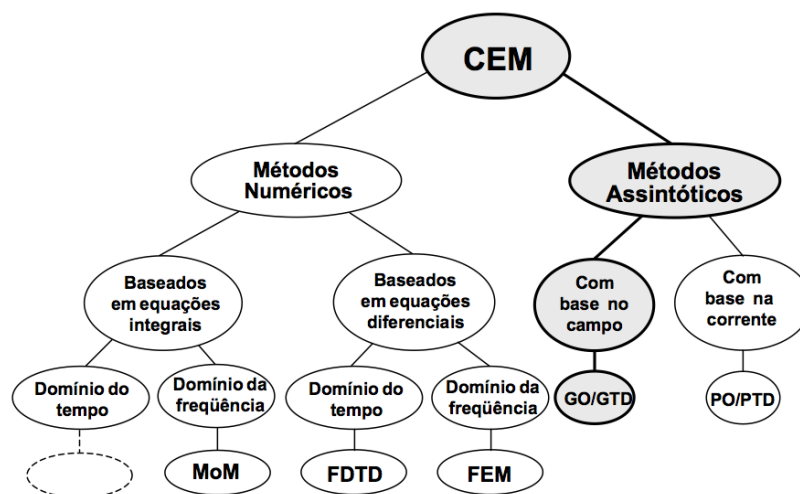 CEM
Métodos
Numéricos
Métodos
Assintóticos
Baseados
em equações
integrais
Baseados
em equações
diferenciais
Com
base no
campo
Com
base na
corrente
Domínio do
tempo
Domínio da
freqüência
Domínio do
tempo
Domínio da
freqüência
GO/GTD
PO/PTD
MoM
FDTD
FEM